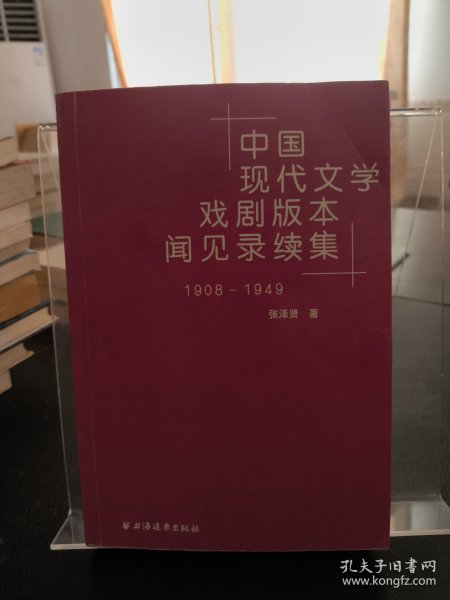 中国
现代文学
戏剧版本
闻见录续集
1908～1949
张泽贤 著
上海远东出版社
孔夫子旧书网
www.kongfz.com